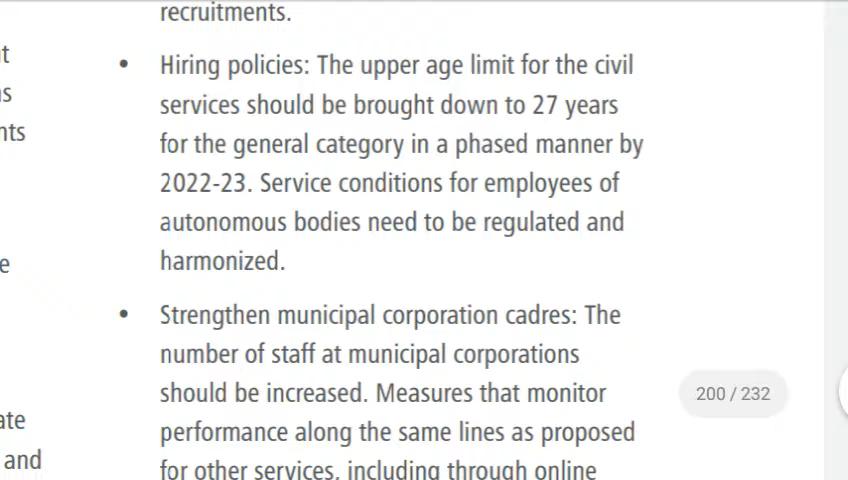 recruitments.
nt
• Hiring policies: The upper age limit for the civil
ns
services should be brought down to 27 years
nts
for the general category in a phased manner by
2022-23. Service conditions for employees of
autonomous bodies need to be regulated and
e
harmonized.
• Strengthen municipal corporation cadres: The
number of staff at municipal corporations
should be increased. Measures that monitor
200 / 232
ate
performance along the same lines as proposed
and
for other services, including through online